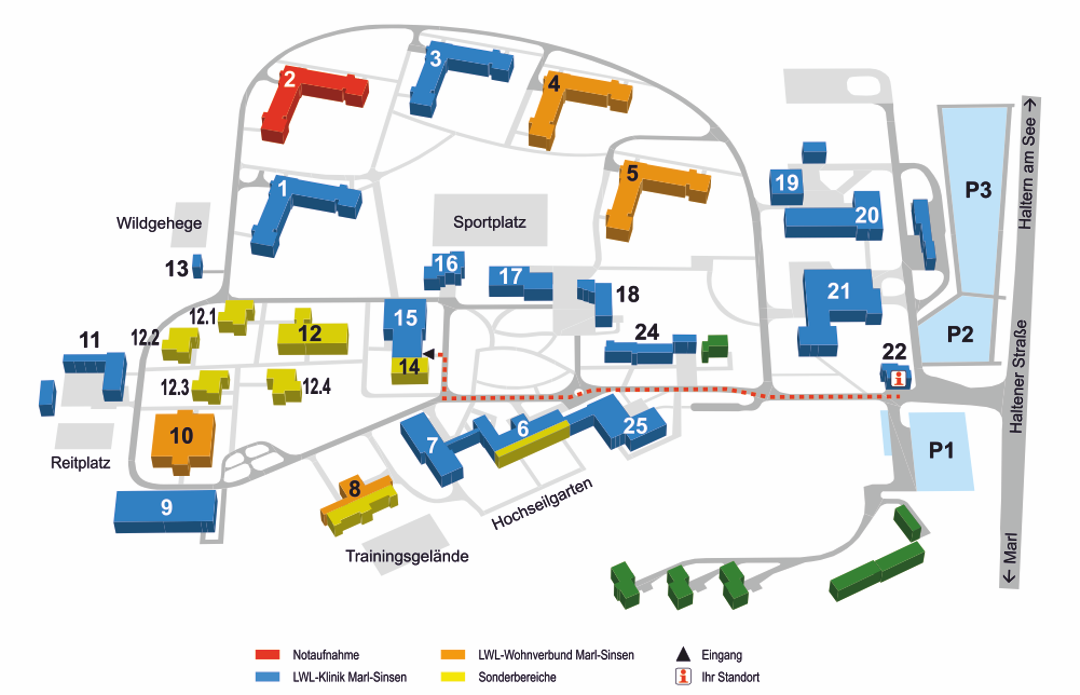 2
3
4
5
1
Wildgehege
13
Sportplatz
16
17
18
19
20
21
P3
Haltern am See →
P2
Haltener Straße
22
i
12.1
12.2
12
15
14
24
11
12.3
12.4
10
Reitplatz
9
8
7
6
25
P1
Hochseilgarten
Trainingsgelände
← Marl
Notaufnahme
LWL-Wohnverbund Marl-Sinsen
Eingang
LWL-Klinik Marl-Sinsen
Sonderbereiche
i
Ihr Standort